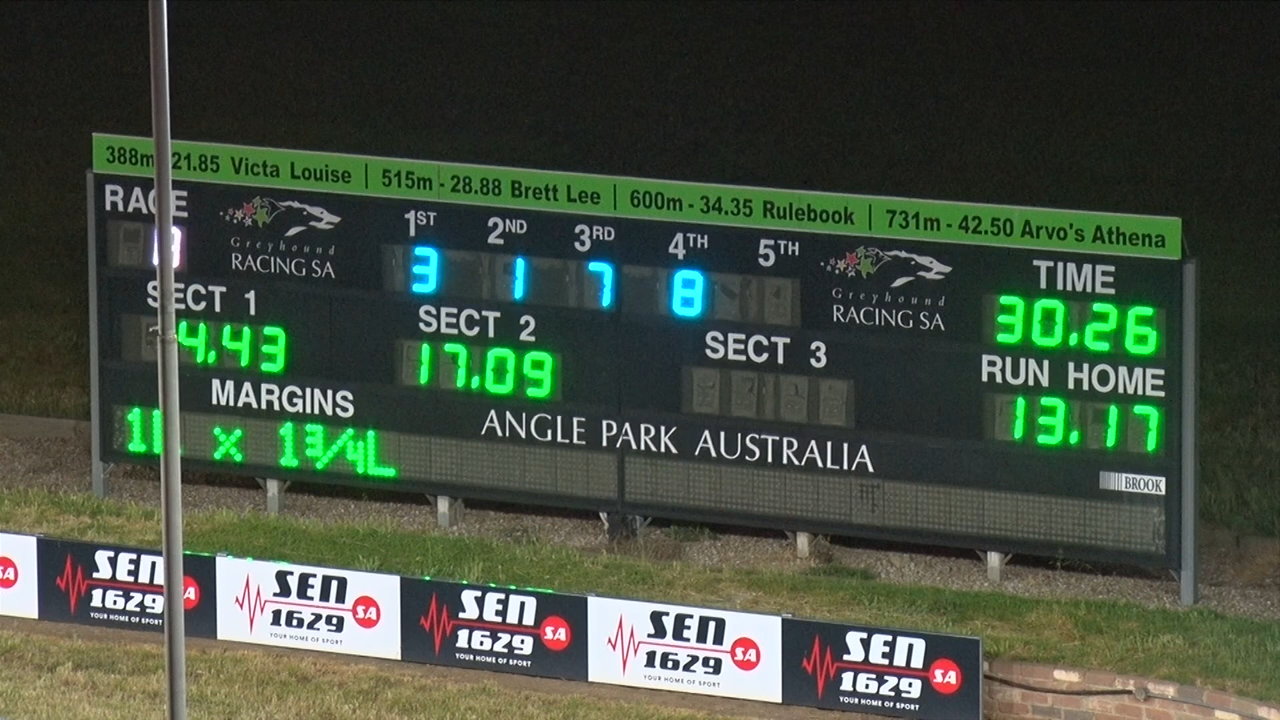 388m 21.85 Victa Louise | 515m - 28.88 Brett Lee | 600m - 34.35 Rulebook | 731m - 42.50 Arvo's Athena
RACE
Greyhound
RACING SA
1ST 2ND 3RD 4TH 5TH
3 1 7 8
Greyhound
RACING SA
TIME
30.26
SECT 1
4.43
SECT 2
17.09
SECT 3
RUN HOME
13.17
MARGINS
x 1 3/4L
ANGLE PARK AUSTRALIA
BROOK
SA
SEN
1629
SA
YOUR HOME OF SPORT
SEN
1629
SA
YOUR HOME OF SPORT
SEN
1629
SA
YOUR HOME OF SPORT
SEN
1629
SA
YOUR HOME OF SPORT
SEN
1629
SA
YOUR HOME OF SPORT